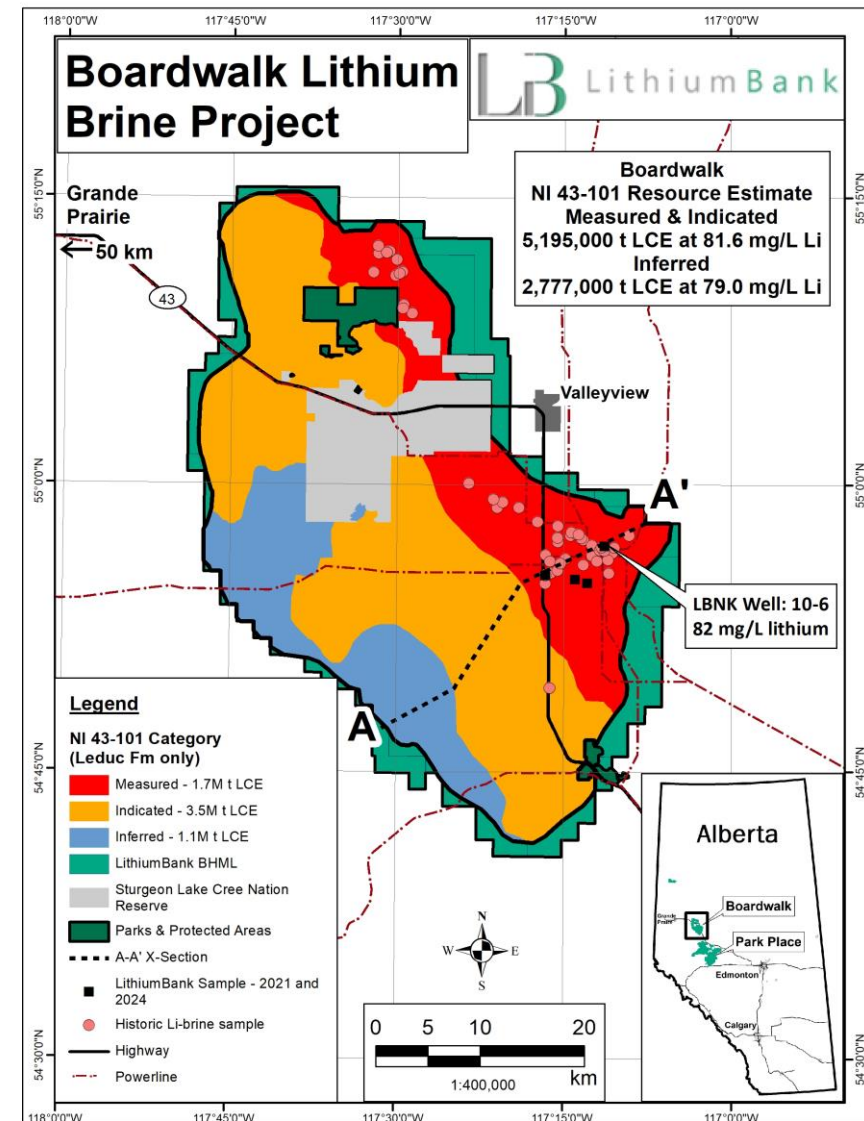 118°0'0"W
117°45'0"W
117°30'0"W
117°15'0"W
117°0'0"W
Boardwalk Lithium
Brine Project
LB LithiumBank
Boardwalk
NI 43-101 Resource Estimate
Measured & Indicated
5,195,000 t LCE at 81.6 mg/L Li
Inferred
2,777,000 t LCE at 79.0 mg/L Li
55°15'0"N
55°15'0"N
Grande
Prairie
50 km
43
Valleyview
55°0'0"N
55°0'0"N
A'
LBNK Well: 10-6
82 mg/L lithium
A
54°45'0"N
54°45'0"N
Legend
NI 43-101 Category
(Leduc Fm only)
Measured - 1.7M t LCE
Indicated - 3.5M t LCE
Inferred - 1.1M t LCE
LithiumBank BHML
Sturgeon Lake Cree Nation
Reserve
Parks & Protected Areas
A-A' X-Section
LithiumBank Sample - 2021 and
2024
Historic Li-brine sample
Highway
Powerline
N
W
E
S
0 5 10 20
km
1:400,000
Alberta
Grande Prairie
Boardwalk
Park Place
Edmonton
Calgary
54°30'0"N
54°30'0"N
118°0'0"W
117°45'0"W
117°30'0"W
117°15'0"W
117°0'0"W